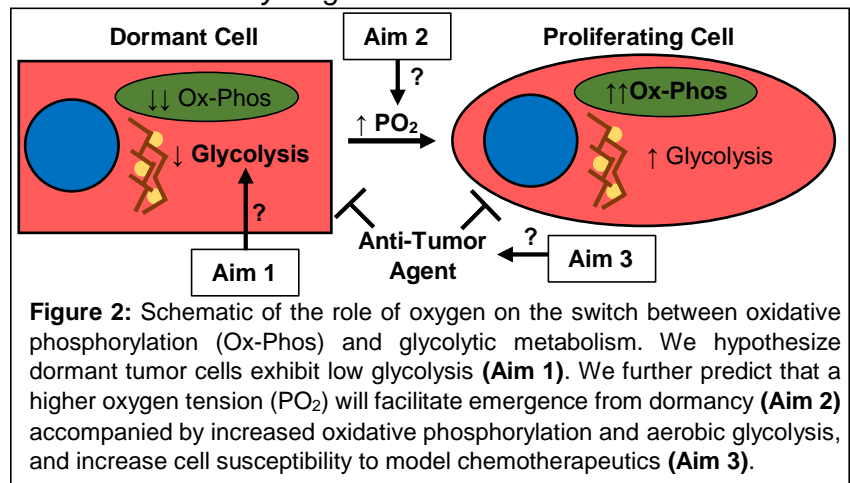 Dormant Cell
Aim 2
Proliferating Cell
?
↓↓ Ox-Phos
↑ PO₂
↑↑Ox-Phos
↓ Glycolysis
↑ Glycolysis
?
Anti-Tumor
Agent
?
Aim 1
Aim 3
Figure 2: Schematic of the role of oxygen on the switch between oxidative
phosphorylation (Ox-Phos) and glycolytic metabolism. We hypothesize
dormant tumor cells exhibit low glycolysis (Aim 1). We further predict that a
higher oxygen tension (PO₂) will facilitate emergence from dormancy (Aim 2)
accompanied by increased oxidative phosphorylation and aerobic glycolysis,
and increase cell susceptibility to model chemotherapeutics (Aim 3).